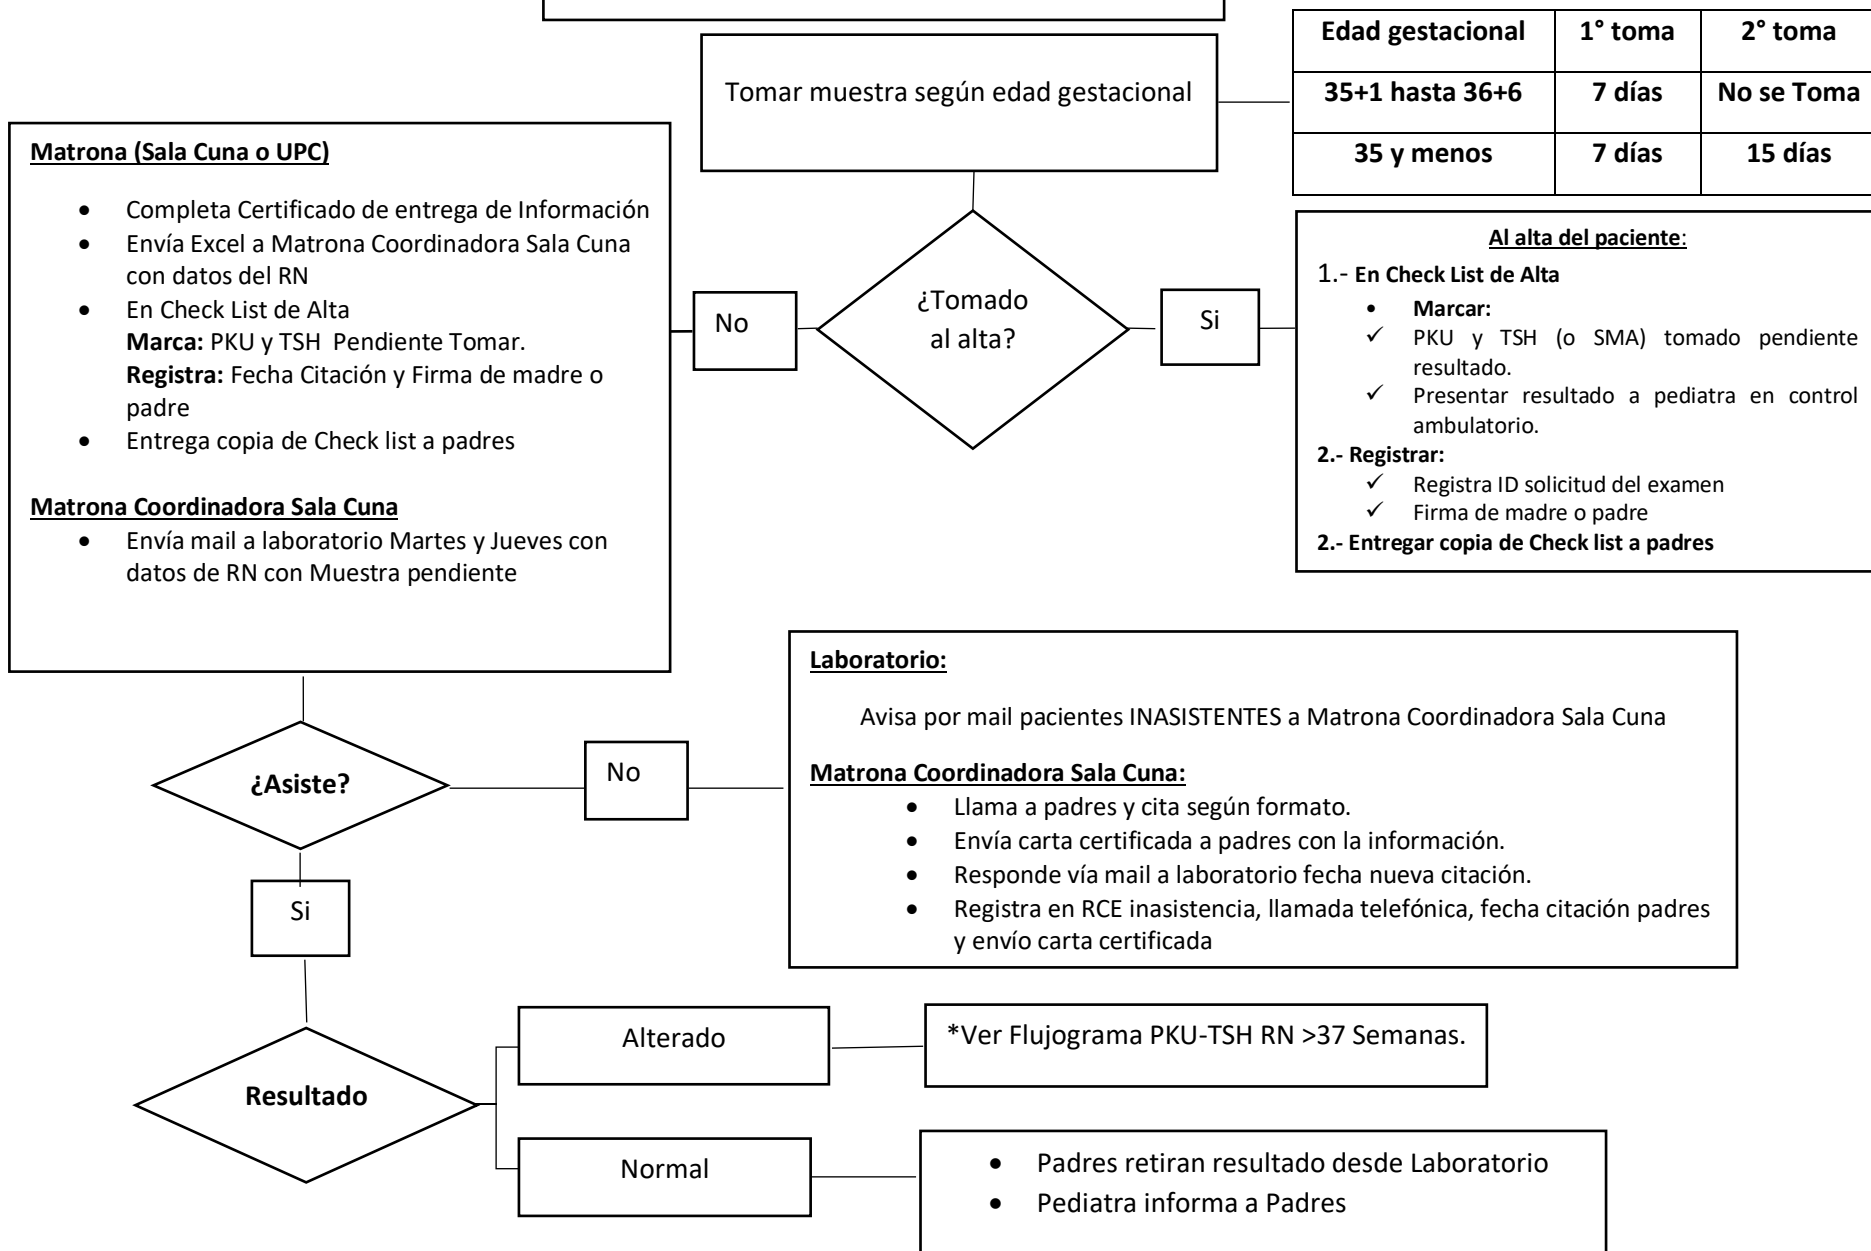 Tomar muestra según edad gestacional
Edad gestacional 1° toma 2° toma
35+1 hasta 36+6 7 días No se Toma
35 y menos 7 días 15 días
Matrona (Sala Cuna o UPC)
• Completa Certificado de entrega de Información
• Envía Excel a Matrona Coordinadora Sala Cuna
con datos del RN
• En Check List de Alta
Marca: PKU y TSH Pendiente Tomar.
Registra: Fecha Citación y Firma de madre o
padre
• Entrega copia de Check list a padres
Matrona Coordinadora Sala Cuna
• Envía mail a laboratorio Martes y Jueves con
datos de RN con Muestra pendiente
No
¿Tomado
al alta?
Si
Al alta del paciente:
1.- En Check List de Alta
• Marcar:
✓ PKU y TSH (o SMA) tomado pendiente
resultado.
✓ Presentar resultado a pediatra en control
ambulatorio.
2.- Registrar:
✓ Registra ID solicitud del examen
✓ Firma de madre o padre
2.- Entregar copia de Check list a padres
¿Asiste?
No
Laboratorio:
Avisa por mail pacientes INASISTENTES a Matrona Coordinadora Sala Cuna
Matrona Coordinadora Sala Cuna:
• Llama a padres y cita según formato.
• Envía carta certificada a padres con la información.
• Responde vía mail a laboratorio fecha nueva citación.
• Registra en RCE inasistencia, llamada telefónica, fecha citación padres
y envío carta certificada
Si
Resultado
Alterado
*Ver Flujograma PKU-TSH RN >37 Semanas.
Normal
• Padres retiran resultado desde Laboratorio
• Pediatra informa a Padres